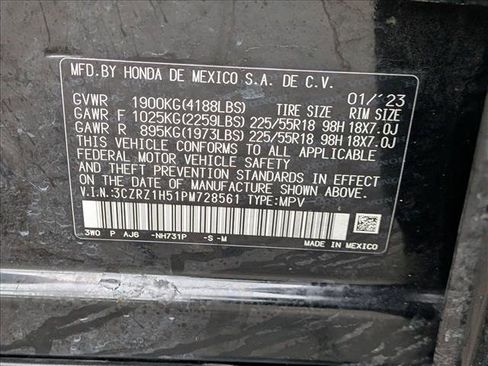 MFD.BY HONDA DE MEXICO S.A. DE C.V.
01/'23
GVWR 1900KG(4188LBS) TIRE SIZE RIM SIZE
GAWR F 1025KG(2259LBS) 225/55R18 98H 18X7.0J
GAWR R 895KG(1973LBS) 225/55R18 98H 18X7.0J
THIS VEHICLE CONFORMS TO ALL APPLICABLE
FEDERAL MOTOR VEHICLE SAFETY
AND THEFT PREVENTION STANDARDS IN EFFECT
ON THE DATE OF MANUFACTURE SHOWN ABOVE.
V.I.N.:3CZRZ1H51PM728561 TYPE:MPV
3W0 P AJ6 -NH731P -S -M
MADE IN MEXICO